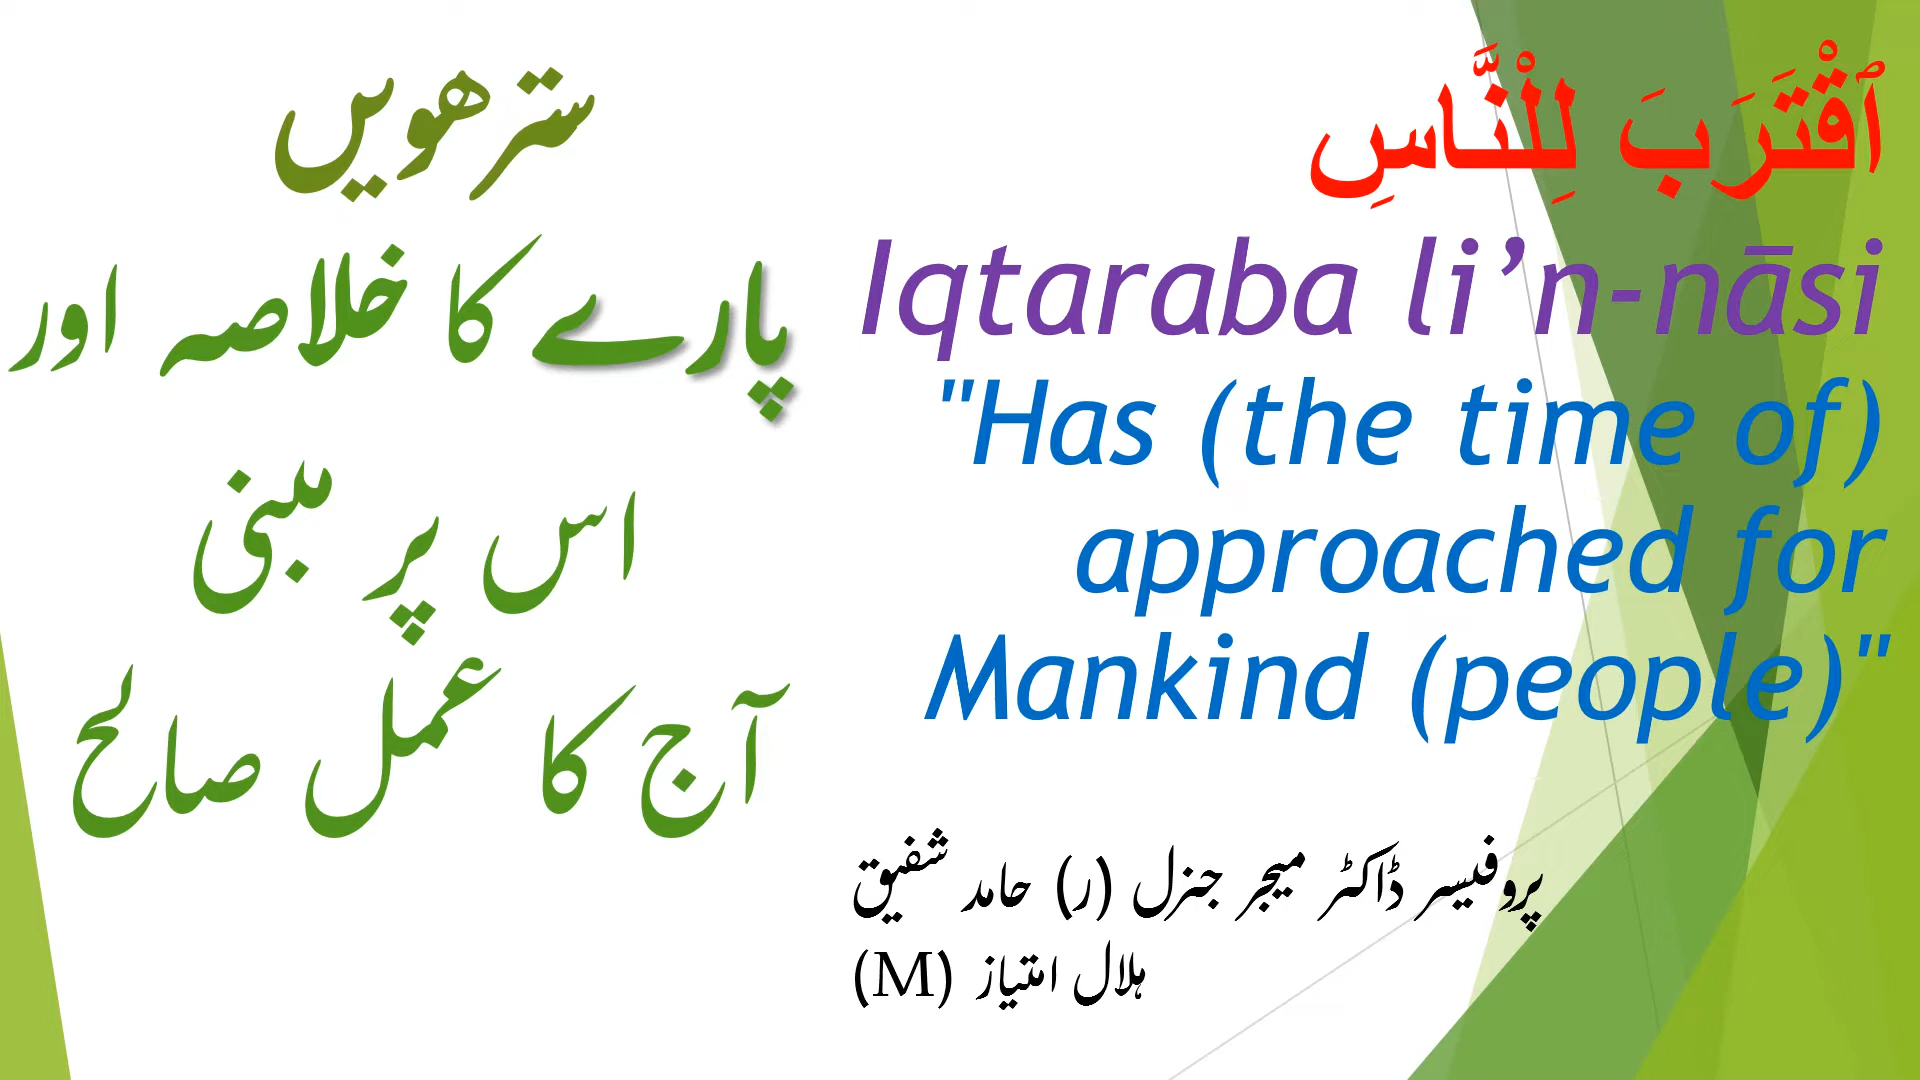 سترھویں
پارے کا خلاصہ اور
اس پر مبنی
آج کا عمل صالح
ٱقْتَرَبَ لِلْنَّاسِ
Iqtaraba li’n-nāsi
"Has (the time of)
approached for
Mankind (people)"
پروفیسر ڈاکٹر میجر جنرل (ر) حامد شفیق
ہلال امتیاز (M)